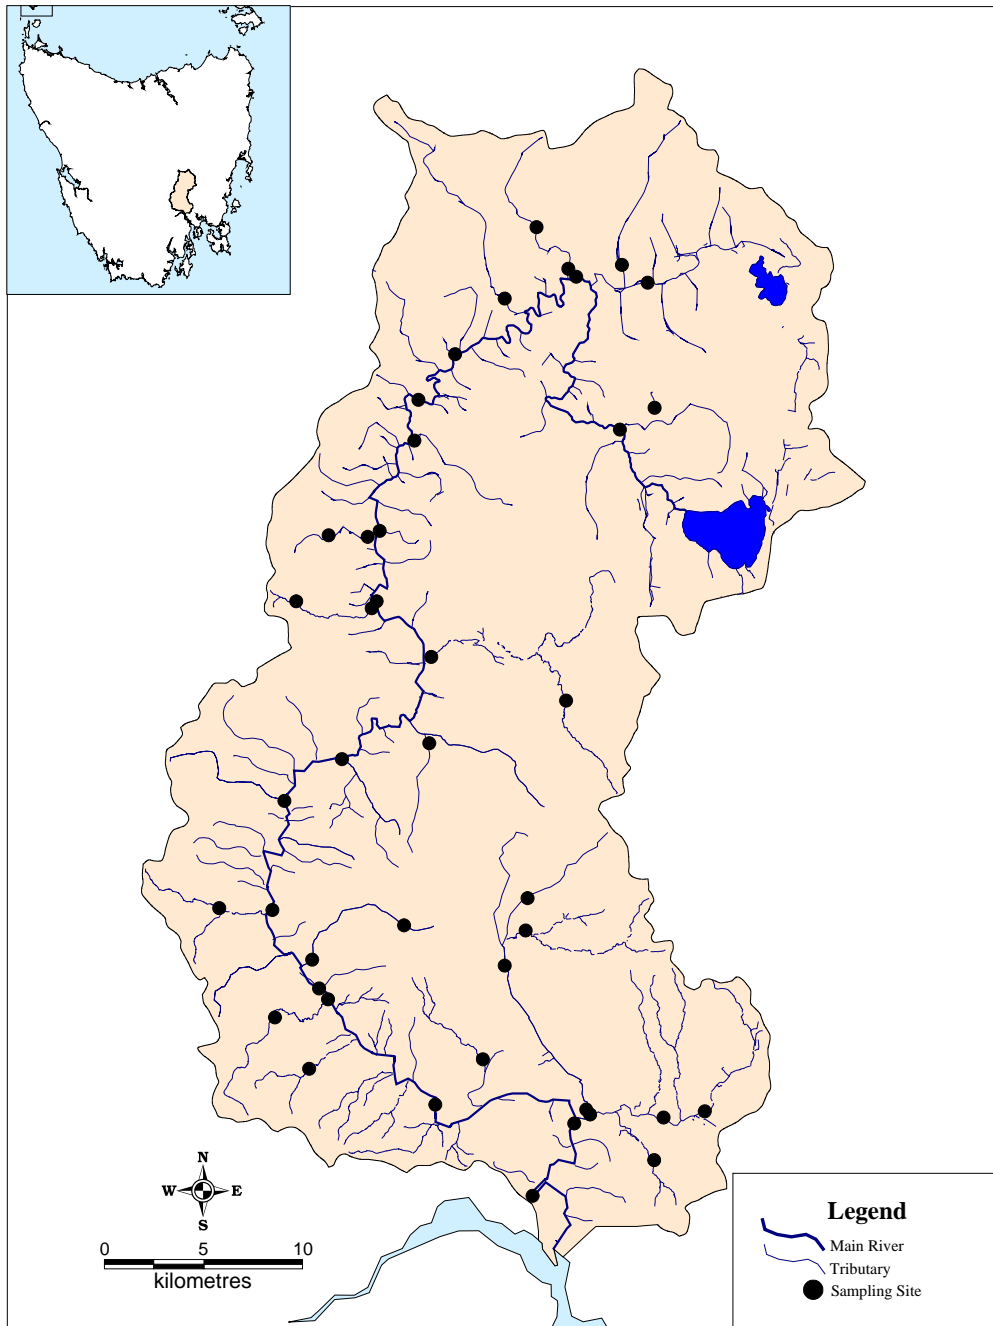 N
W E
S
0 5 10
kilometres
Legend
Main River
Tributary
Sampling Site